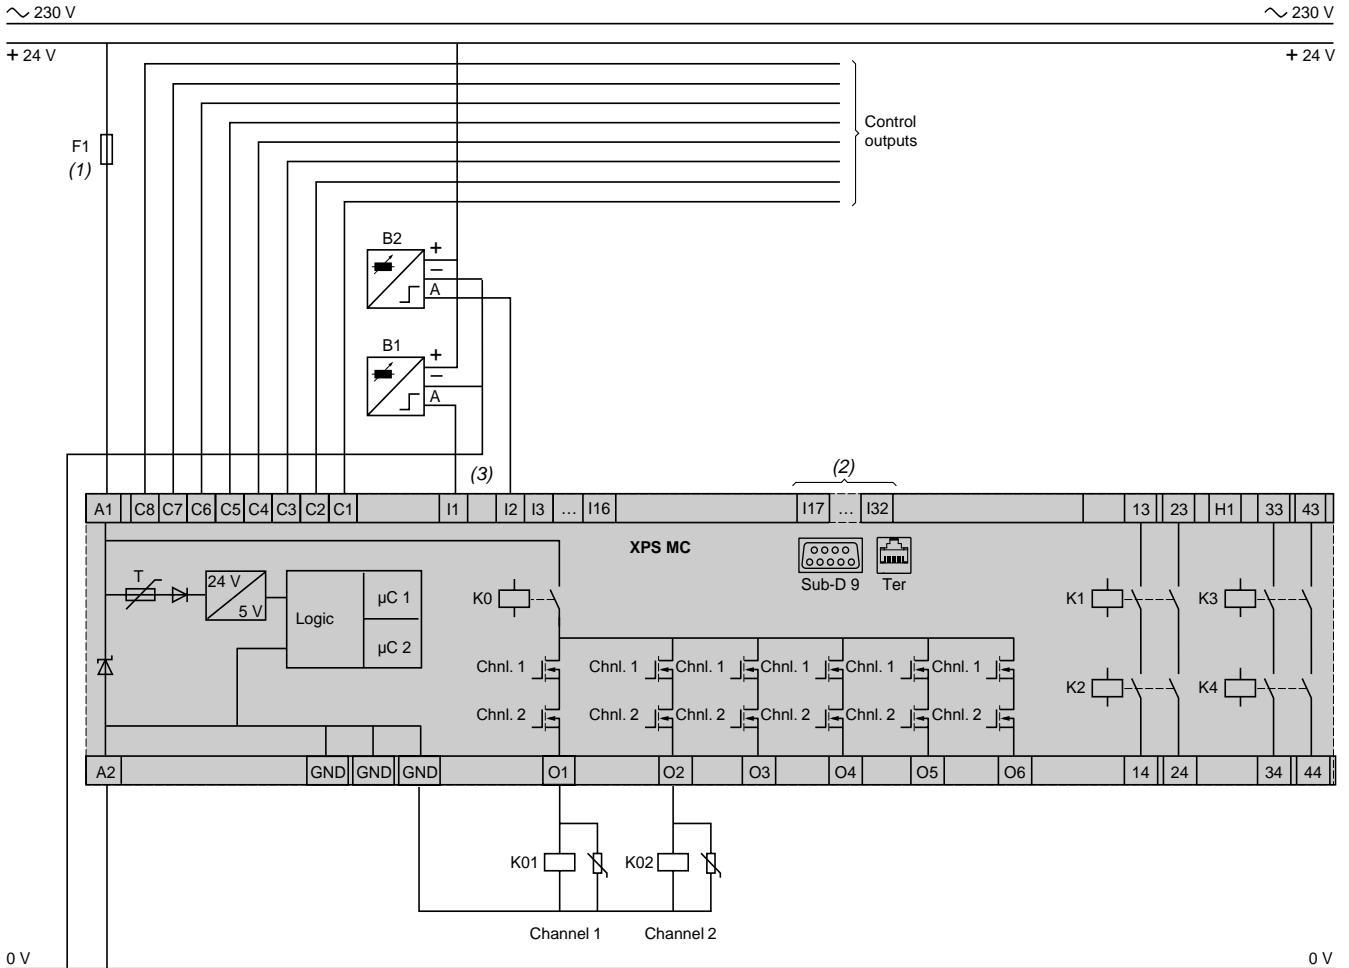 230 V 230 V
+ 24 V + 24 V
Control
outputs
F1
(1)
B2
+
−
A
B1
+
−
A
(3) (2)
A1 C8 C7 C6 C5 C4 C3 C2 C1 I1 I2 I3 ... I16 I17 ... I32 13 23 H1 33 43
XPS MC
Sub-D 9 Ter
T 24 V
5 V
Logic
µC 1
µC 2
K0 K1 K3
Chnl. 1 Chnl. 1 Chnl. 1 Chnl. 1 Chnl. 1 Chnl. 1
K2 K4
Chnl. 2 Chnl. 2 Chnl. 2 Chnl. 2 Chnl. 2 Chnl. 2
A2 GND GND GND O1 O2 O3 O4 O5 O6 14 24 34 44
K01 K02
Channel 1 Channel 2
0 V 0 V